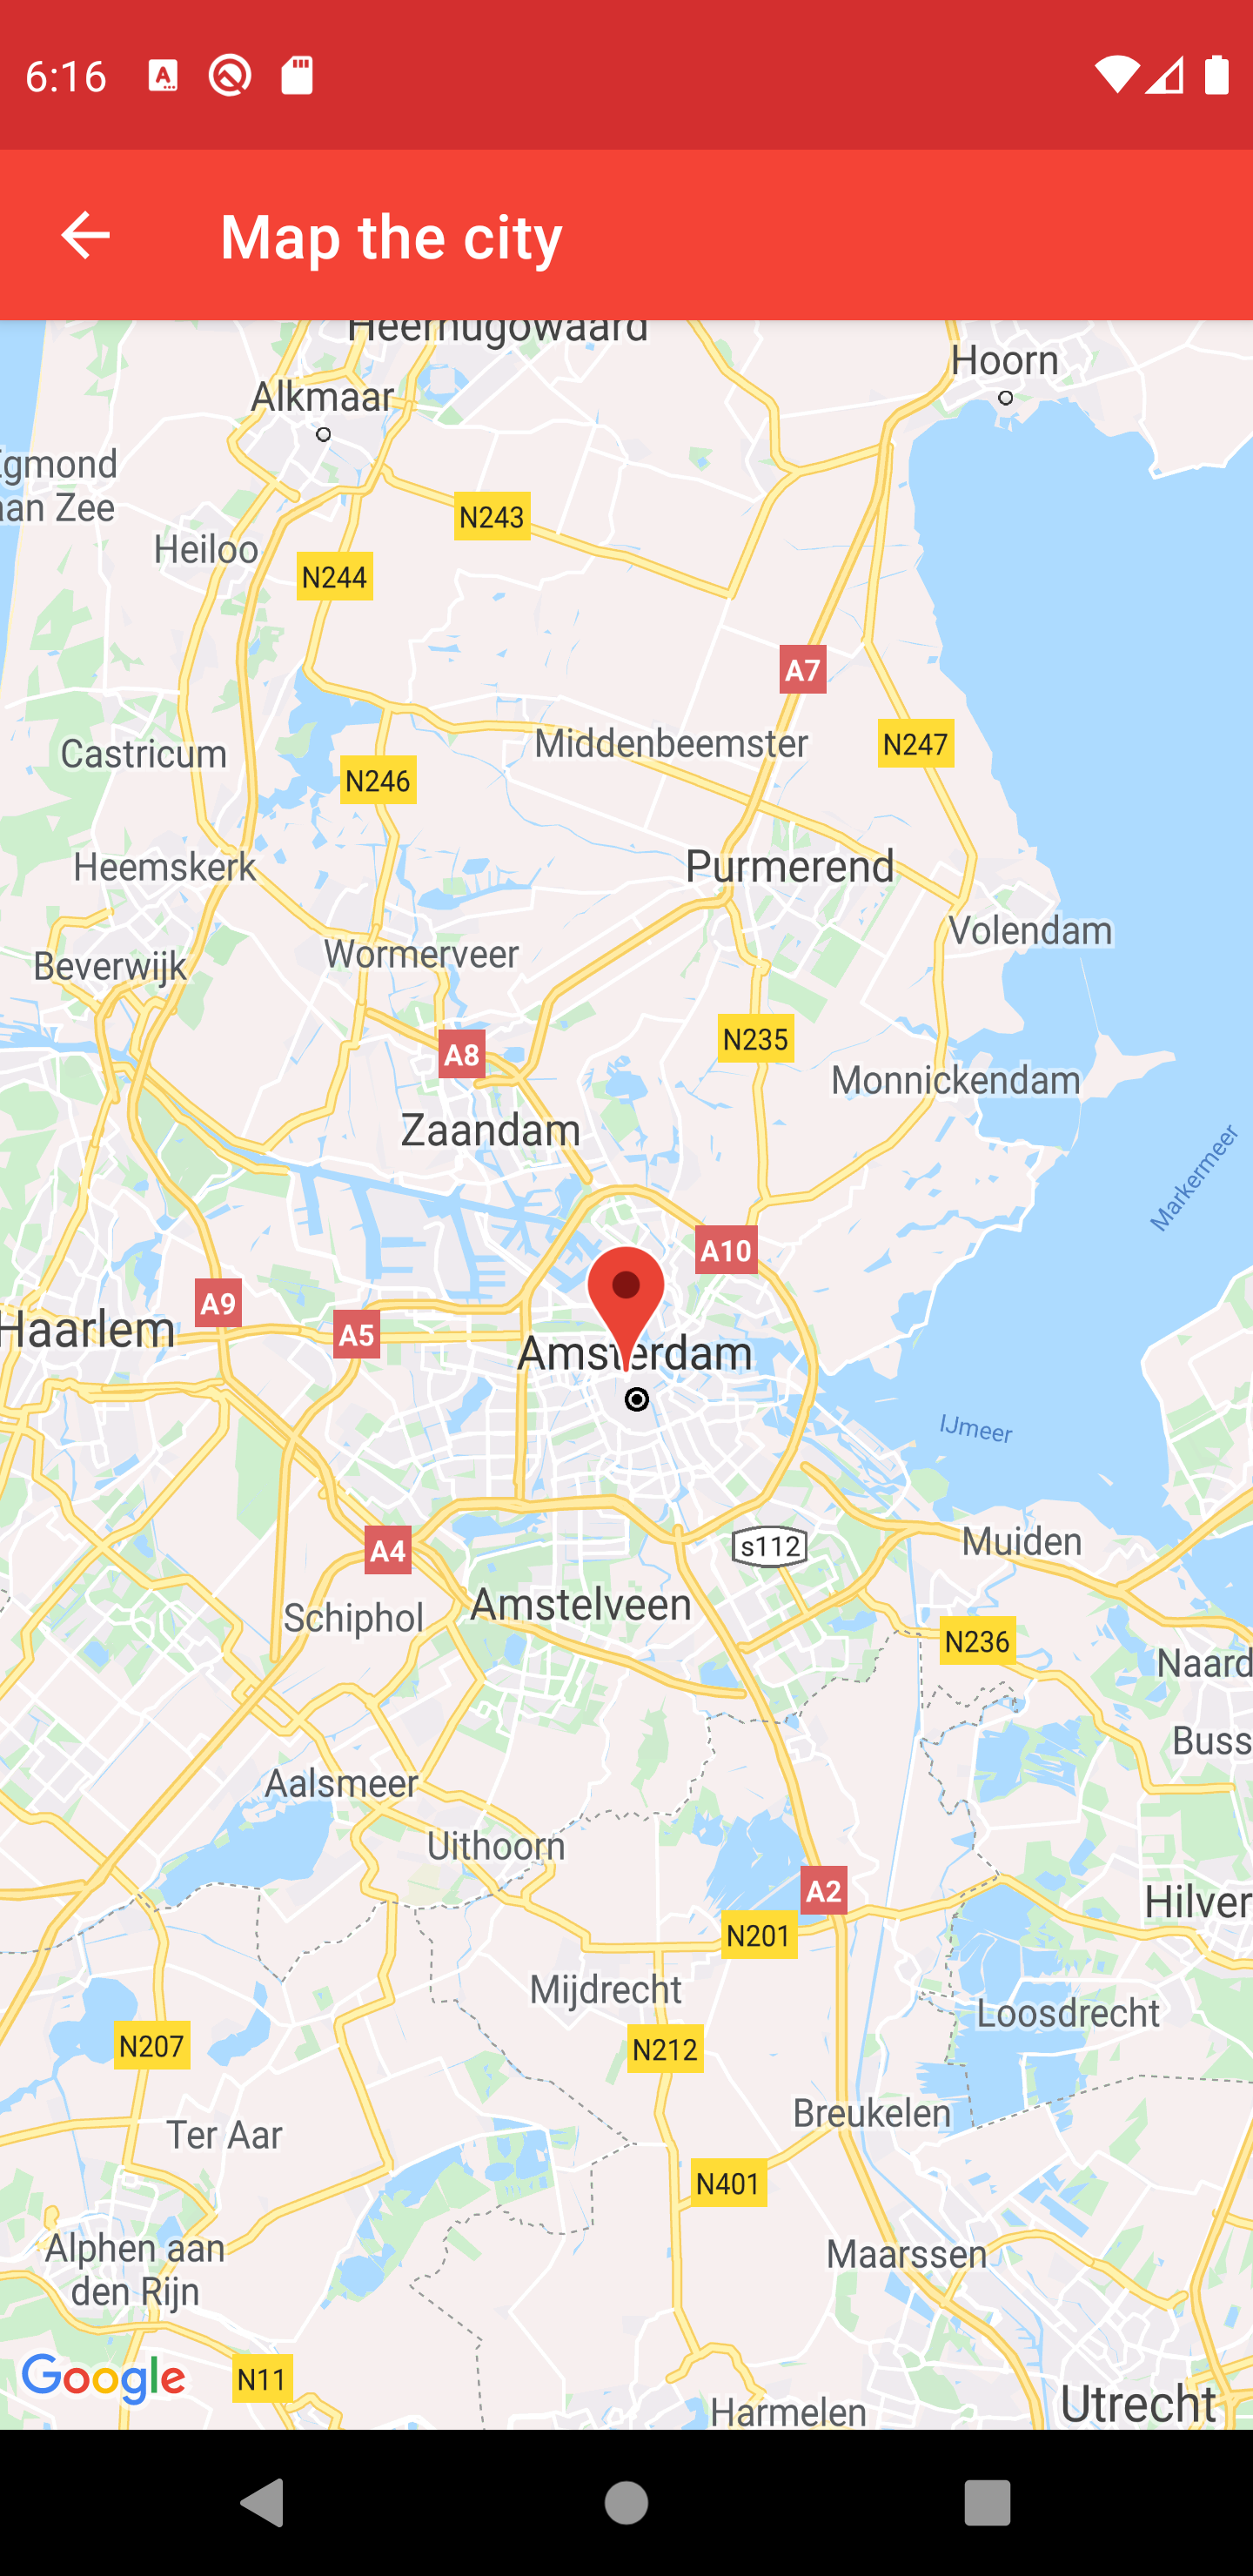 6:16
Map the city
Heerhugowaard
Hoorn
Alkmaar
Egmond
aan Zee
N243
Heiloo
N244
A7
Middenbeemster
N247
Castricum
N246
Purmerend
Heemskerk
Volendam
Wormerveer
Beverwijk
N235
A8
Monnickendam
Zaandam
Markermeer
A10
A9
Haarlem
A5
Amsterdam
IJmeer
Muiden
s112
A4
Amstelveen
Schiphol
N236
Naard
Buss
Aalsmeer
Uithoorn
A2
Hilver
N201
Mijdrecht
Loosdrecht
N207
N212
Breukelen
Ter Aar
N401
Alphen aan
den Rijn
Maarssen
Google
N11
Utrecht
Harmelen